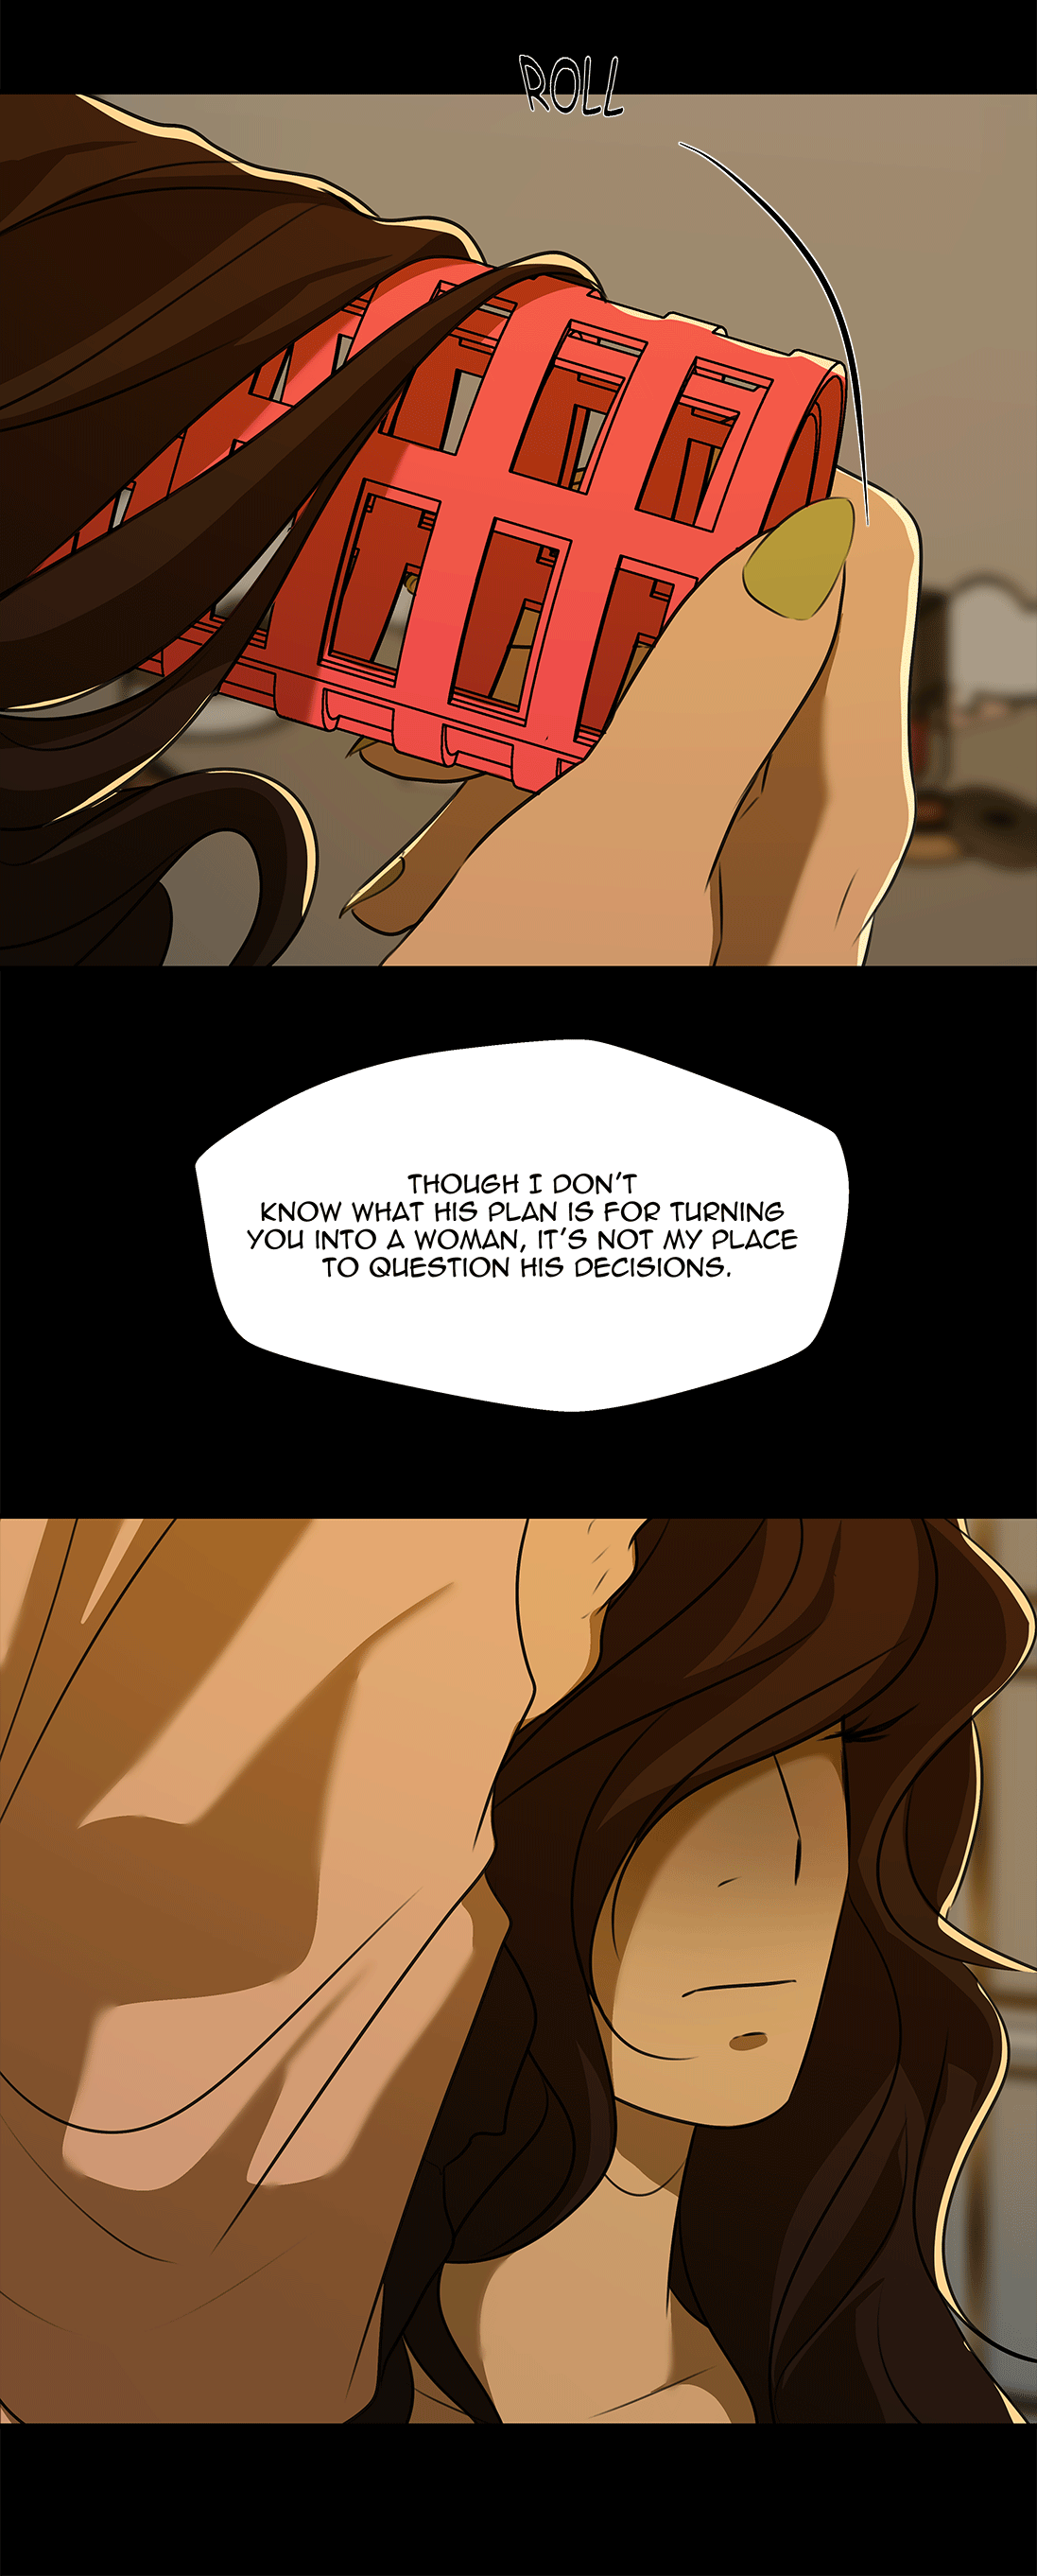 ROLL
THOUGH I DON'T
KNOW WHAT HIS PLAN IS FOR TURNING
YOU INTO A WOMAN, IT'S NOT MY PLACE
TO QUESTION HIS DECISIONS.